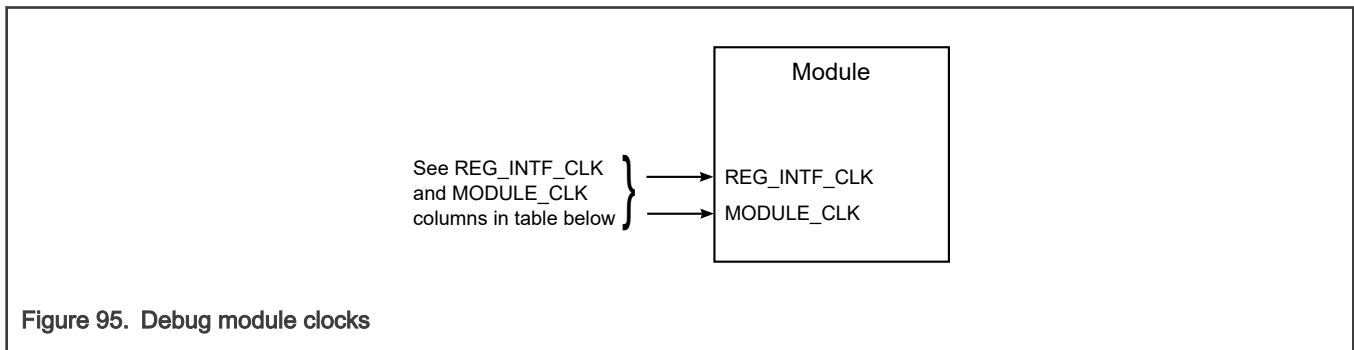 Module
See REG_INTF_CLK
and MODULE_CLK
columns in table below
REG_INTF_CLK
MODULE_CLK
Figure 95. Debug module clocks